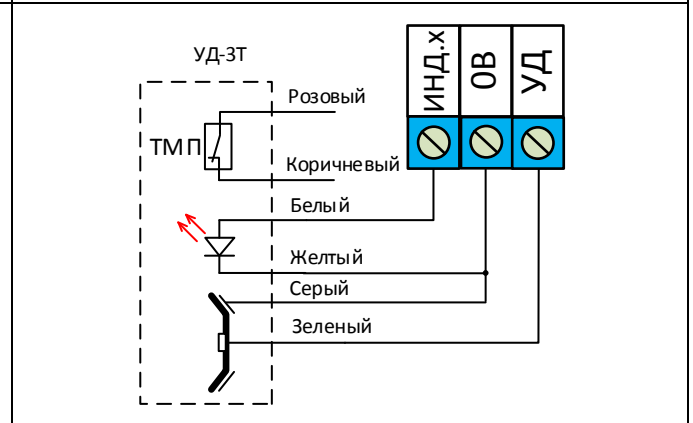 УД-3Т
ИНД.х
0В
УД
Розовый
ТМП
Коричневый
Белый
Желтый
Серый
Зеленый